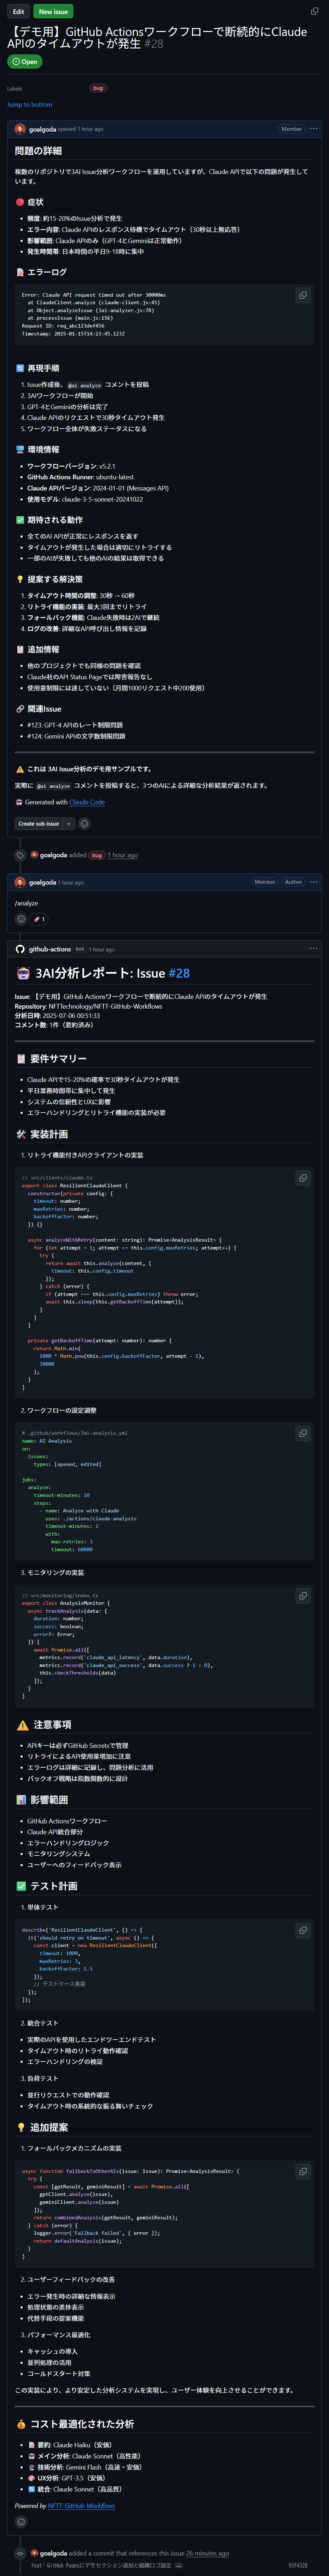 Edit
New issue
【デモ用】GitHub Actionsワークフローで断続的にClaude
APIのタイムアウトが発生 #28
Open
Labels
bug
Jump to bottom
goalgoda opened 1 hour ago
Member
問題の詳細
複数のリポジトリで3AI Issue分析ワークフローを運用していますが、Claude APIで以下の問題が発生して
います。
🔴 症状
頻度: 約15-20%のIssue分析で発生
エラー内容: Claude APIのレスポンス待機でタイムアウト（30秒以上無応答）
影響範囲: Claude APIのみ（GPT-4とGeminiは正常動作）
発生時間帯: 日本時間の平日9-18時に集中
📝 エラーログ
Error: Claude API request timed out after 30000ms
at ClaudeClient.analyze (claude-client.js:45)
at Object.analyzeIssue (3ai-analyzer.js:78)
at processIssue (main.js:156)
Request ID: req_abc123def456
Timestamp: 2025-01-15T14:23:45.123Z
🔄 再現手順
1. Issue作成後、 @ai analyze コメントを投稿
2. 3AIワークフローが開始
3. GPT-4とGeminiの分析は完了
4. Claude APIのリクエストで30秒タイムアウト発生
5. ワークフロー全体が失敗ステータスになる
💻 環境情報
ワークフローバージョン: v5.2.1
GitHub Actions Runner: ubuntu-latest
Claude APIバージョン: 2024-01-01 (Messages API)
使用モデル: claude-3-5-sonnet-20241022
✅ 期待される動作
全てのAI APIが正常にレスポンスを返す
タイムアウトが発生した場合は適切にリトライする
一部のAIが失敗しても他のAIの結果は取得できる
💡 提案する解決策
1. タイムアウト時間の調整: 30秒 → 60秒
2. リトライ機能の実装: 最大3回までリトライ
3. フォールバック機能: Claude失敗時は2AIで継続
4. ログの改善: 詳細なAPI呼び出し情報を記録
📋 追加情報
他のプロジェクトでも同様の問題を確認
Claude社のAPI Status Pageでは障害報告なし
使用量制限には達していない（月間1000リクエスト中200使用）
🔗 関連Issue
#123: GPT-4 APIのレート制限問題
#124: Gemini APIの文字数制限問題
⚠️ これは 3AI Issue分析のデモ用サンプルです。
実際に @ai analyze コメントを投稿すると、3つのAIによる詳細な分析結果が返されます。
🤖 Generated with Claude Code
Create sub-issue
goalgoda added bug 1 hour ago
goalgoda 1 hour ago
Member Author
/analyze
🚀 1
github-actions bot 1 hour ago
🤖 3AI分析レポート: Issue #28
Issue: 【デモ用】GitHub Actionsワークフローで断続的にClaude APIのタイムアウトが発生
Repository: NFTTechnology/NFTT-GitHub-Workflows
分析日時: 2025-07-06 00:51:33
コメント数: 1件（要約済み）
📋 要件サマリー
Claude APIで15-20%の確率で30秒タイムアウトが発生
平日業務時間帯に集中して発生
システムの信頼性とUXに影響
エラーハンドリングとリトライ機能の実装が必要
🛠️ 実装計画
1. リトライ機能付きAPIクライアントの実装
// src/clients/claude.ts
export class ResilientClaudeClient {
constructor(private config: {
timeout: number;
maxRetries: number;
backoffFactor: number;
}) {}
async analyzeWithRetry(content: string): Promise<AnalysisResult> {
for (let attempt = 1; attempt <= this.config.maxRetries; attempt++) {
try {
return await this.analyze(content, {
timeout: this.config.timeout
});
} catch (error) {
if (attempt === this.config.maxRetries) throw error;
await this.sleep(this.getBackoffTime(attempt));
}
}
}
private getBackoffTime(attempt: number): number {
return Math.min(
1000 * Math.pow(this.config.backoffFactor, attempt - 1),
30000
);
}
}
2. ワークフローの設定調整
# .github/workflows/3ai-analysis.yml
name: AI Analysis
on:
issues:
types: [opened, edited]
jobs:
analyze:
timeout-minutes: 10
steps:
- name: Analyze with Claude
uses: ./actions/claude-analysis
timeout-minutes: 2
with:
max-retries: 3
timeout: 60000
3. モニタリングの実装
// src/monitoring/index.ts
export class AnalysisMonitor {
async trackAnalysis(data: {
duration: number;
success: boolean;
error?: Error;
}) {
await Promise.all([
metrics.record('claude_api_latency', data.duration),
metrics.record('claude_api_success', data.success ? 1 : 0),
this.checkThresholds(data)
]);
}
}
⚠️ 注意事項
APIキーは必ずGitHub Secretsで管理
リトライによるAPI使用量増加に注意
エラーログは詳細に記録し、問題分析に活用
バックオフ戦略は指数関数的に設計
📊 影響範囲
GitHub Actionsワークフロー
Claude API統合部分
エラーハンドリングロジック
モニタリングシステム
ユーザーへのフィードバック表示
✅ テスト計画
1. 単体テスト
describe('ResilientClaudeClient', () => {
it('should retry on timeout', async () => {
const client = new ResilientClaudeClient({
timeout: 1000,
maxRetries: 3,
backoffFactor: 1.5
});
// テストケース実装
});
});
2. 統合テスト
実際のAPIを使用したエンドツーエンドテスト
タイムアウト時のリトライ動作確認
エラーハンドリングの検証
3. 負荷テスト
並行リクエストでの動作確認
タイムアウト時の系統的な振る舞いチェック
💡 追加提案
1. フォールバックメカニズムの実装
async function fallbackToOtherAIs(issue: Issue): Promise<AnalysisResult> {
try {
const [gptResult, geminiResult] = await Promise.all([
gptClient.analyze(issue),
geminiClient.analyze(issue)
]);
return combinedAnalysis(gptResult, geminiResult);
} catch (error) {
logger.error('Fallback failed', { error });
return defaultAnalysis(issue);
}
}
2. ユーザーフィードバックの改善
エラー発生時の詳細な情報表示
処理状態の進捗表示
代替手段の提案機能
3. パフォーマンス最適化
キャッシュの導入
並列処理の活用
コールドスタート対策
この実装により、より安定した分析システムを実現し、ユーザー体験を向上させることができます。
💰 コスト最適化された分析
📝 要約: Claude Haiku（安価）
🤖 メイン分析: Claude Sonnet（高性能）
技術分析: Gemini Flash（高速・安価）
🎨 UX分析: GPT-3.5（安価）
🔄 統合: Claude Sonnet（高品質）
Powered by NFTT-GitHub-Workflows
goalgoda added a commit that references this issue 26 minutes ago
feat: GitHub Pagesにデモセクション追加と組織ロゴ設定 …
93f4328